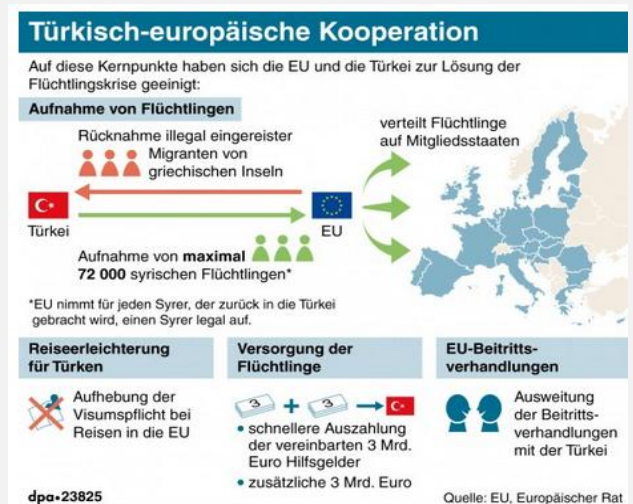 Türkisch-europäische Kooperation
Auf diese Kernpunkte haben sich die EU und die Türkei zur Lösung der
Flüchtlingskrise geeinigt:
Aufnahme von Flüchtlingen
Rücknahme illegal eingereister
Migranten von
griechischen Inseln
verteilt Flüchtlinge
auf Mitgliedsstaaten
Türkei
EU
Aufnahme von maximal
72 000 syrischen Flüchtlingen*
*EU nimmt für jeden Syrer, der zurück in die Türkei
gebracht wird, einen Syrer legal auf.
Reiseerleichterung
für Türken
Aufhebung der
Visumspflicht bei
Reisen in die EU
Versorgung der
Flüchtlinge
3 + 3
• schnellere Auszahlung
der vereinbarten 3 Mrd.
Euro Hilfsgelder
• zusätzliche 3 Mrd. Euro
EU-Beitritts-
verhandlungen
Ausweitung
der Beitritts-
verhandlungen
mit der Türkei
dpa•23825
Quelle: EU, Europäischer Rat